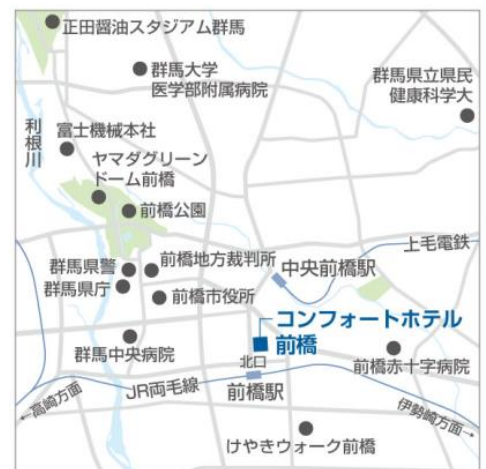 正田醤油スタジアム群馬
群馬大学
医学部附属病院
群馬県立県民
健康科学大
利根川
富士機械本社
ヤマダグリーン
ドーム前橋
前橋公園
上毛電鉄
群馬県警
前橋地方裁判所
中央前橋駅
群馬県庁
前橋市役所
コンフォートホテル
前橋
群馬中央病院
北口
前橋赤十字病院
JR両毛線
前橋駅
←高崎方面
伊勢崎方面→
けやきウォーク前橋